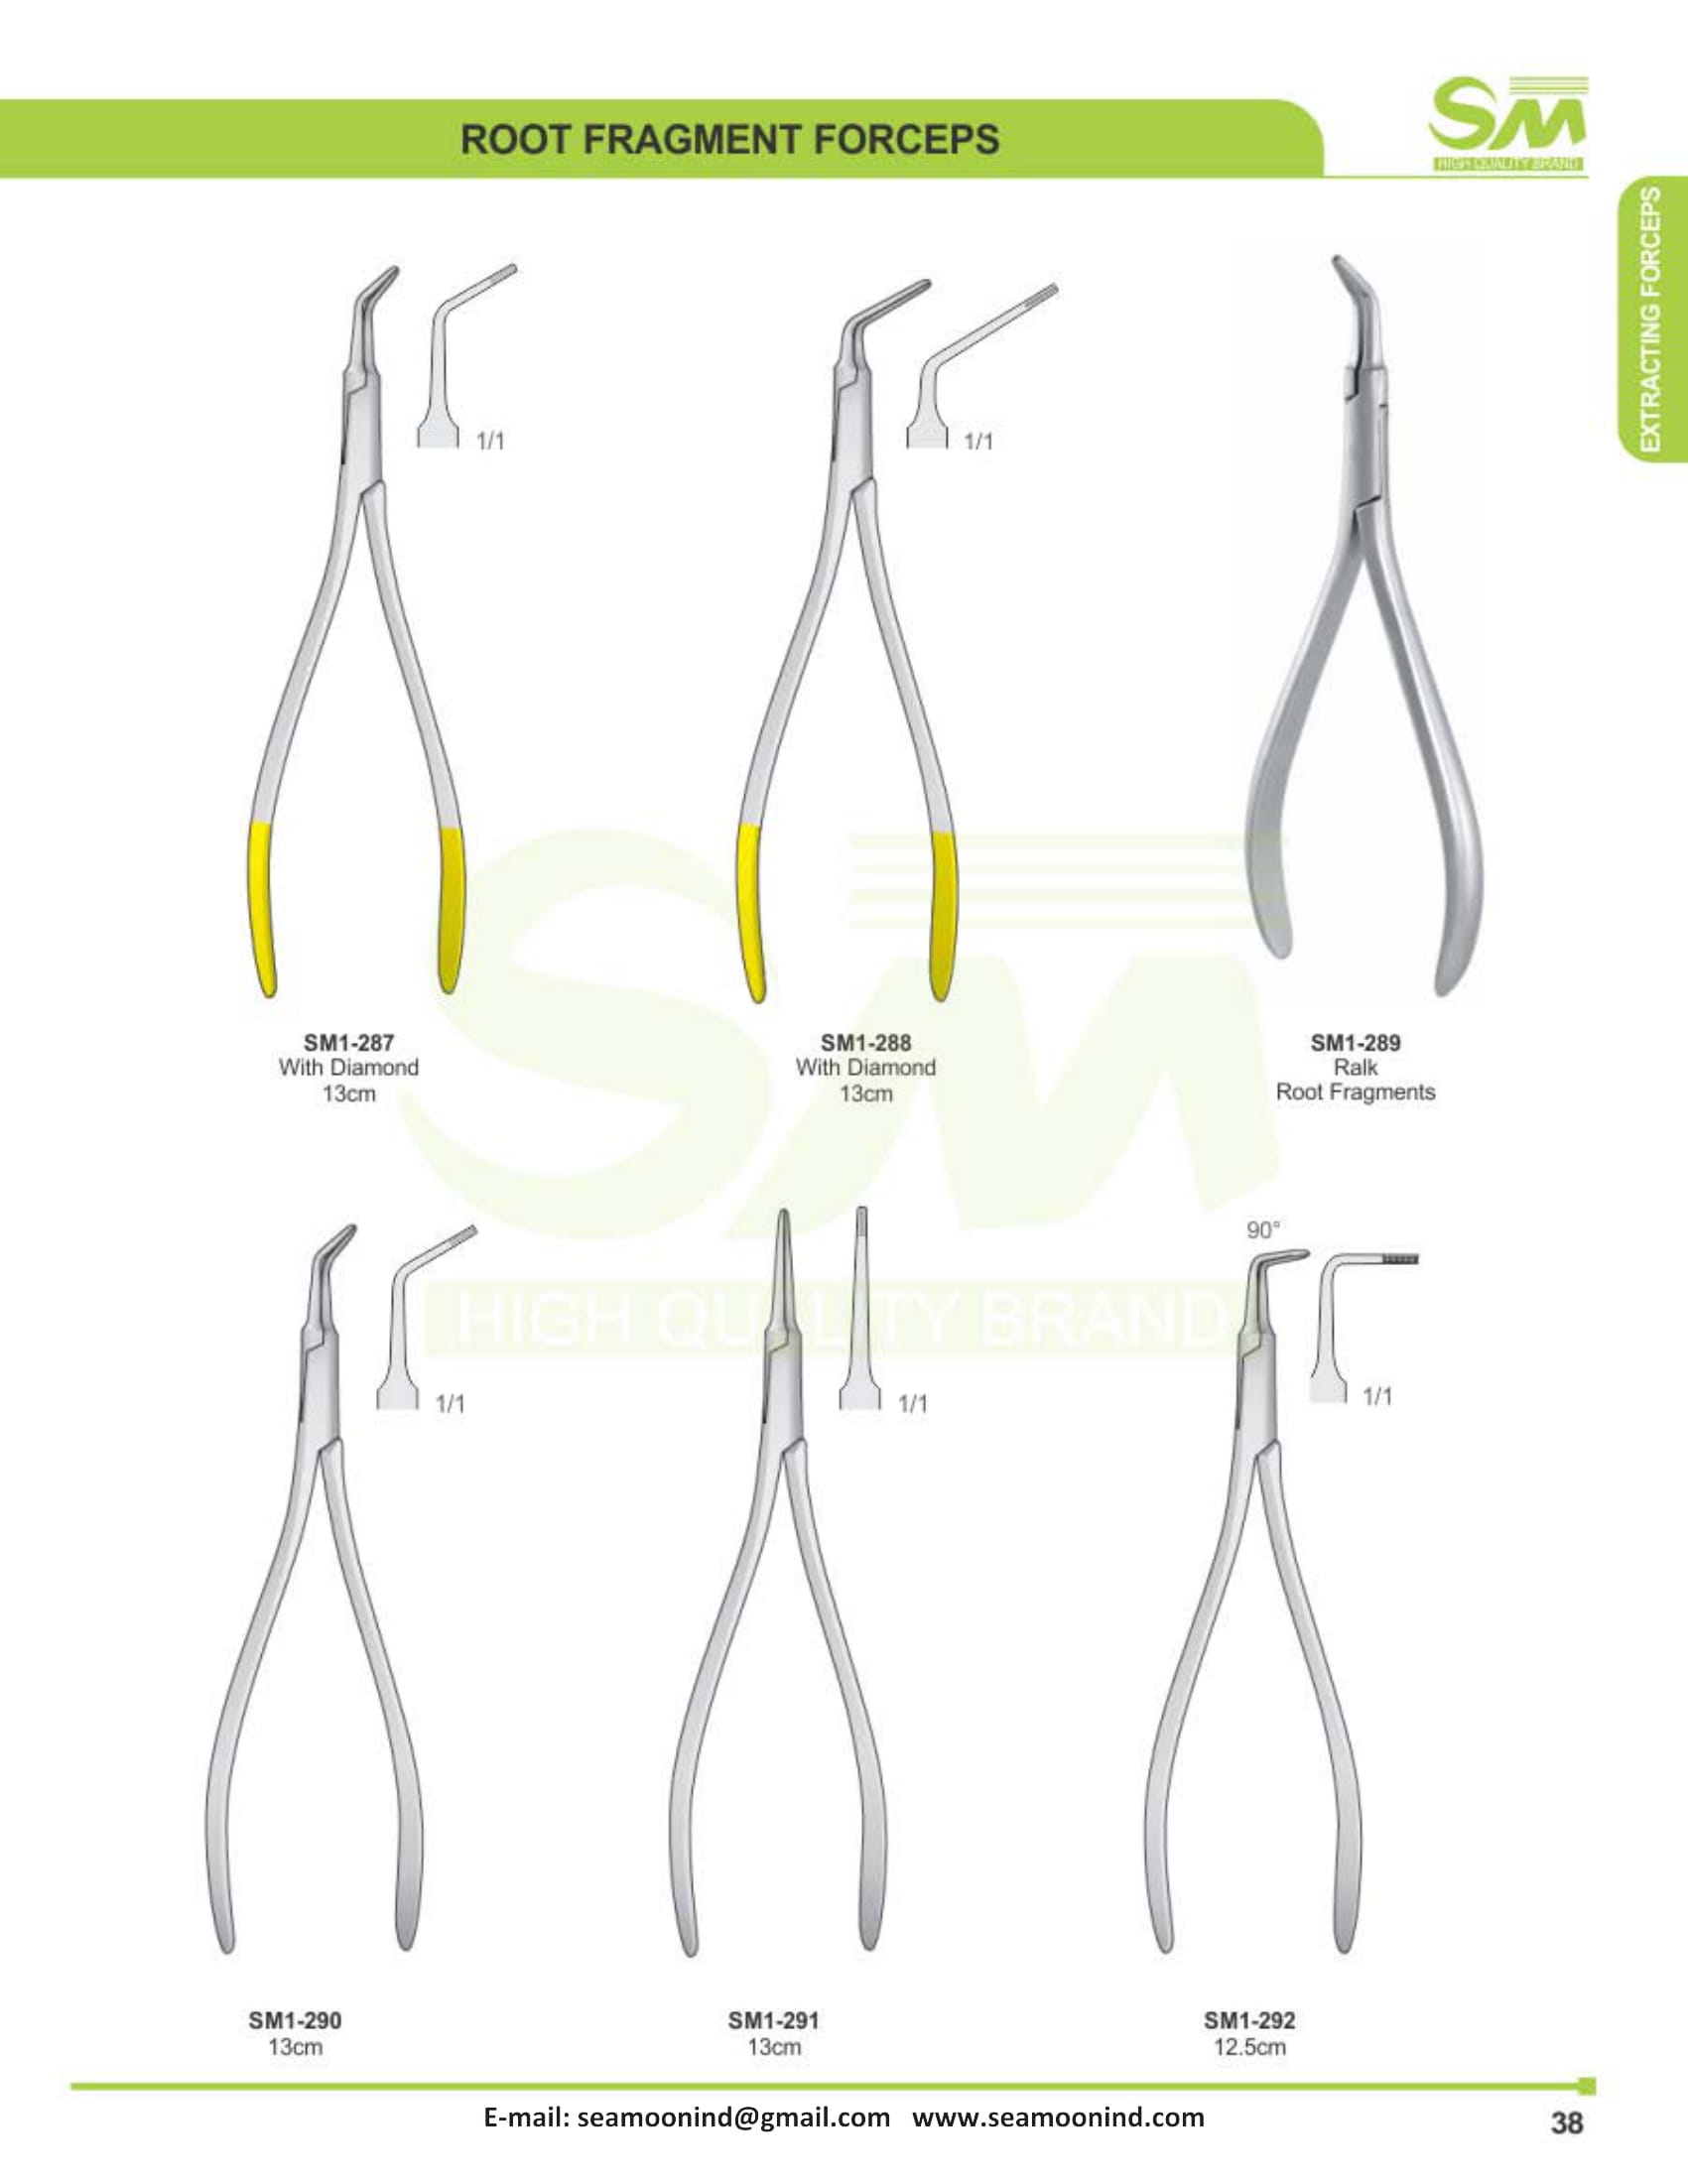 ROOT FRAGMENT FORCEPS
SM
HIGH QUALITY BRAND
EXTRACTING FORCEPS
1/1
1/1
SM1-287
With Diamond
13cm
SM1-288
With Diamond
13cm
SM1-289
Ralk
Root Fragments
SM
HIGH QUALITY BRAND
1/1
1/1
90°
1/1
SM1-290
13cm
SM1-291
13cm
SM1-292
12.5cm
E-mail: seamoonind@gmail.com www.seamoonind.com
38